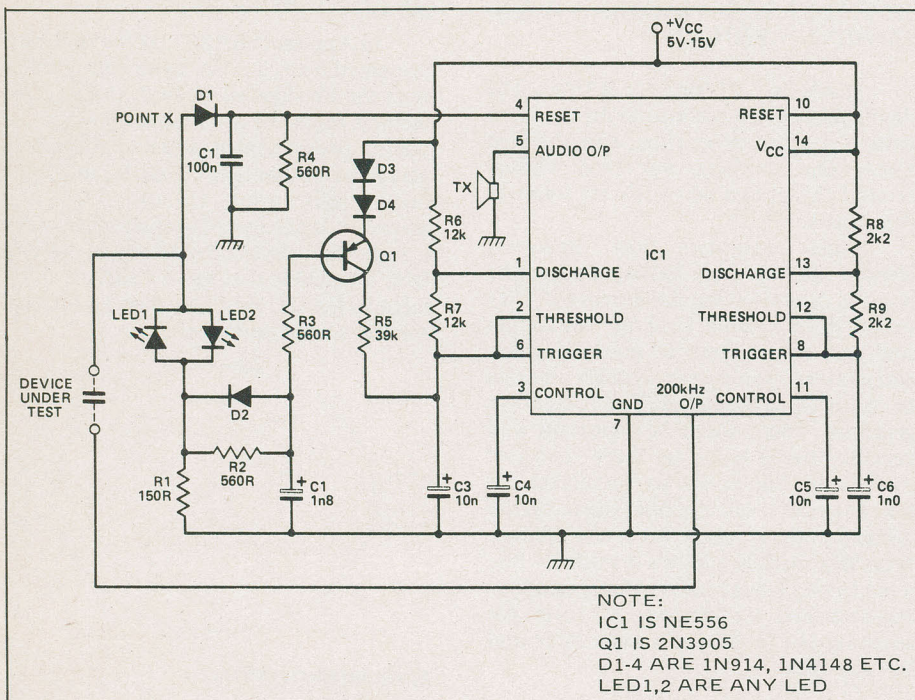 +VCC
5V-15V
D1
POINT X
4
RESET
RESET
10
5
AUDIO O/P
VCC
14
C1
100n
R4
560R
D3
D4
TX
R6
12k
R8
2k2
Q1
IC1
1
DISCHARGE
DISCHARGE
13
LED1
LED2
R3
560R
R5
39k
R7
12k
2
THRESHOLD
THRESHOLD
12
R9
2k2
6
TRIGGER
TRIGGER
8
DEVICE
UNDER
TEST
D2
3
CONTROL
GND
7
200kHz
O/P
CONTROL
11
R2
560R
R1
150R
+
C1
1n8
+
C3
10n
+
C4
10n
+
C5
10n
+
C6
1n0
NOTE:
IC1 IS NE556
Q1 IS 2N3905
D1-4 ARE 1N914, 1N4148 ETC.
LED1,2 ARE ANY LED